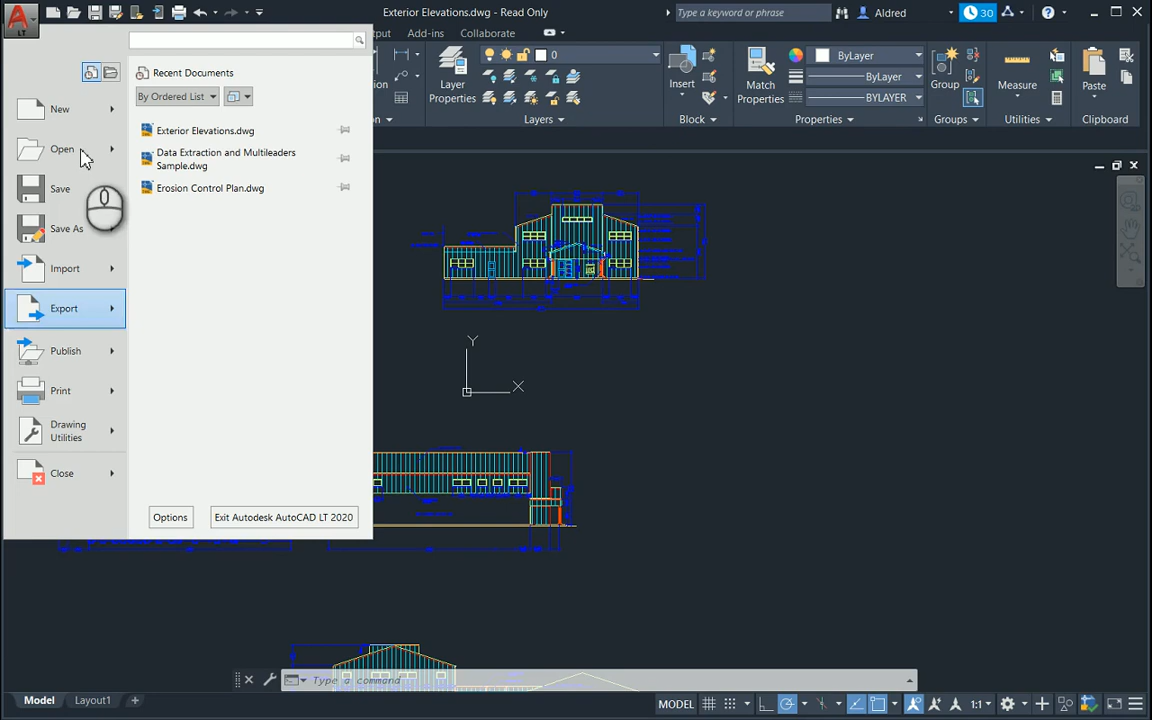 Exterior Elevations.dwg - Read Only
Type a keyword or phrase
Aldred
30
LT
Output
Add-ins
Collaborate
Layer
Properties
0
Layers
Insert
Block
Match
Properties
ByLayer
ByLayer
BYLAYER
Properties
Group
Groups
Measure
Utilities
Paste
Clipboard
Recent Documents
By Ordered List
Exterior Elevations.dwg
Data Extraction and Multileaders
Sample.dwg
Erosion Control Plan.dwg
New
Open
Save
Save As
Import
Export
Publish
Print
Drawing
Utilities
Close
Options
Exit Autodesk AutoCAD LT 2020
Y
X
Type a command
Model
Layout1
MODEL
1:1